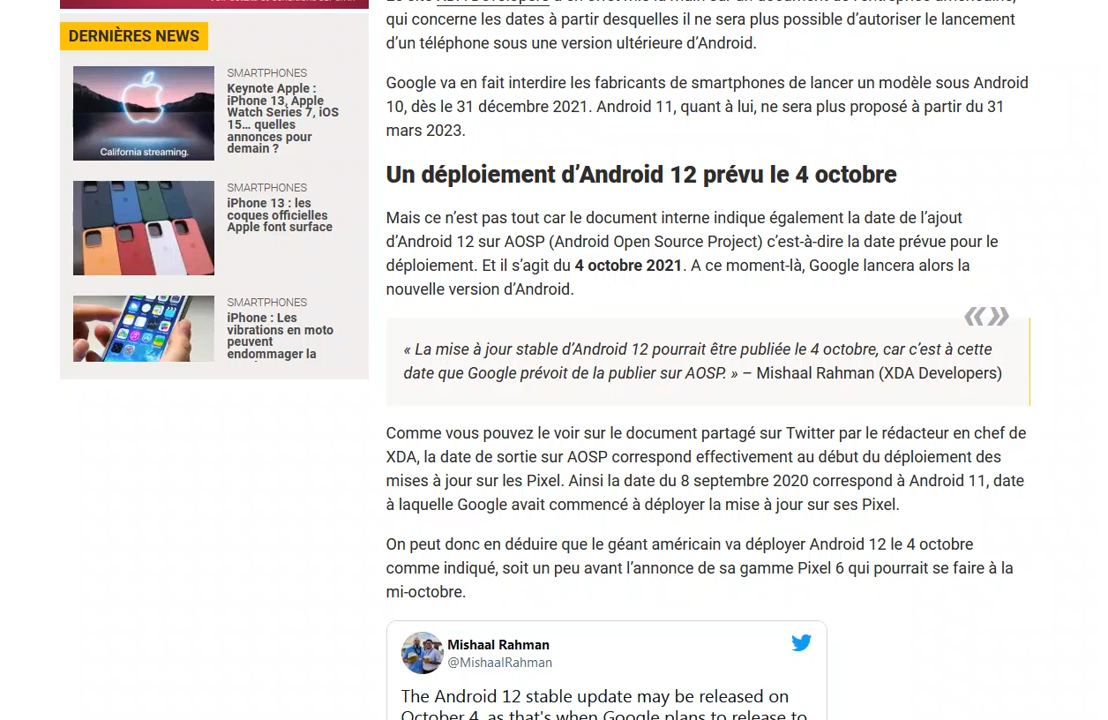 DERNIÈRES NEWS
SMARTPHONES
Keynote Apple :
iPhone 13, Apple
Watch Series 7, iOS
15... quelles
annonces pour
demain ?
California streaming.
SMARTPHONES
iPhone 13 : les
coques officielles
Apple font surface
SMARTPHONES
iPhone : Les
vibrations en moto
peuvent
endommager la
qui concerne les dates à partir desquelles il ne sera plus possible d’autoriser le lancement
d’un téléphone sous une version ultérieure d’Android.
Google va en fait interdire les fabricants de smartphones de lancer un modèle sous Android
10, dès le 31 décembre 2021. Android 11, quant à lui, ne sera plus proposé à partir du 31
mars 2023.
Un déploiement d’Android 12 prévu le 4 octobre
Mais ce n’est pas tout car le document interne indique également la date de l’ajout
d’Android 12 sur AOSP (Android Open Source Project) c’est-à-dire la date prévue pour le
déploiement. Et il s’agit du 4 octobre 2021. A ce moment-là, Google lancera alors la
nouvelle version d’Android.
«»
« La mise à jour stable d’Android 12 pourrait être publiée le 4 octobre, car c’est à cette
date que Google prévoit de la publier sur AOSP. » – Mishaal Rahman (XDA Developers)
Comme vous pouvez le voir sur le document partagé sur Twitter par le rédacteur en chef de
XDA, la date de sortie sur AOSP correspond effectivement au début du déploiement des
mises à jour sur les Pixel. Ainsi la date du 8 septembre 2020 correspond à Android 11, date
à laquelle Google avait commencé à déployer la mise à jour sur ses Pixel.
On peut donc en déduire que le géant américain va déployer Android 12 le 4 octobre
comme indiqué, soit un peu avant l’annonce de sa gamme Pixel 6 qui pourrait se faire à la
mi-octobre.
Mishaal Rahman
@MishaalRahman
The Android 12 stable update may be released on
October 4, as that's when Google plans to release to